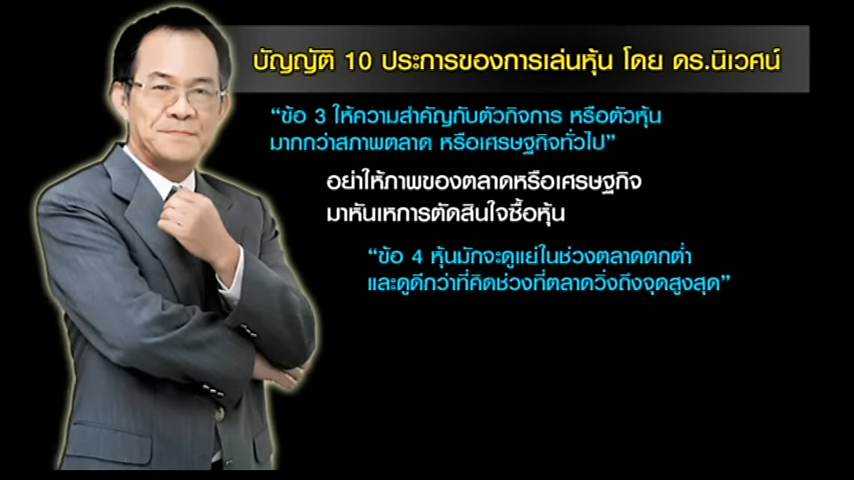 บัญญัติ 10 ประการของการเล่นหุ้น โดย ดร.นิเวศน์
“ข้อ 3 ให้ความสำคัญกับตัวกิจการ หรือตัวหุ้น
มากกว่าสภาพตลาด หรือเศรษฐกิจทั่วไป”
อย่าให้ภาพของตลาดหรือเศรษฐกิจ
มาหันเหการตัดสินใจซื้อหุ้น
“ข้อ 4 หุ้นมักจะดูแย่ในช่วงตลาดตกต่ำ
และดูดีกว่าที่คิดช่วงที่ตลาดวิ่งถึงจุดสูงสุด”